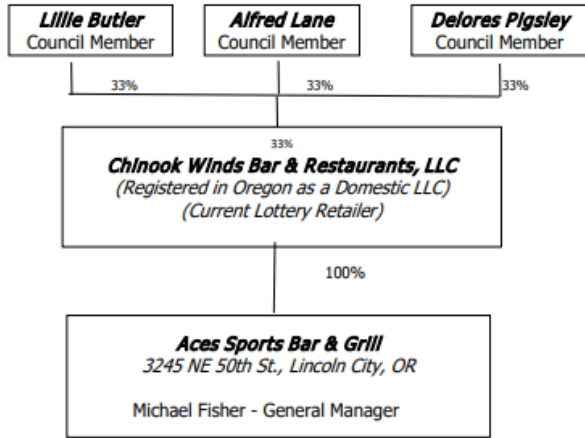 Lillie Butler
Council Member
Alfred Lane
Council Member
Delores Pigsley
Council Member
33%
33%
33%
33%
Chinook Winds Bar & Restaurants, LLC
(Registered in Oregon as a Domestic LLC)
(Current Lottery Retailer)
100%
Aces Sports Bar & Grill
3245 NE 50th St., Lincoln City, OR
Michael Fisher - General Manager